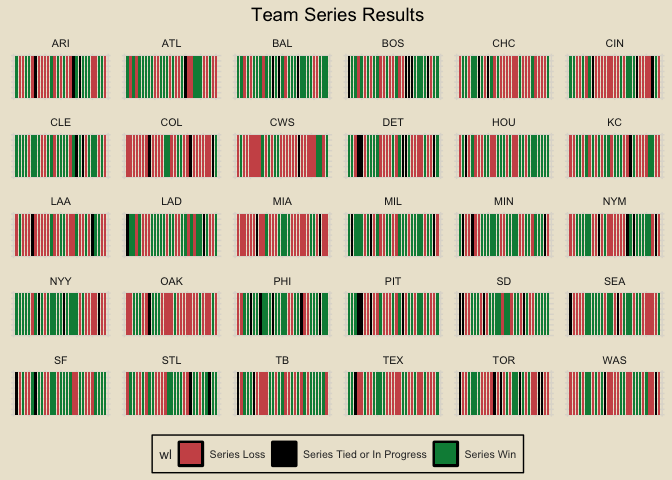 Team Series Results
ARI ATL BAL BOS CHC CIN
CLE COL CWS DET HOU KC
LAA LAD MIA MIL MIN NYM
NYY OAK PHI PIT SD SEA
SF STL TB TEX TOR WAS
wl Series Loss Series Tied or In Progress Series Win